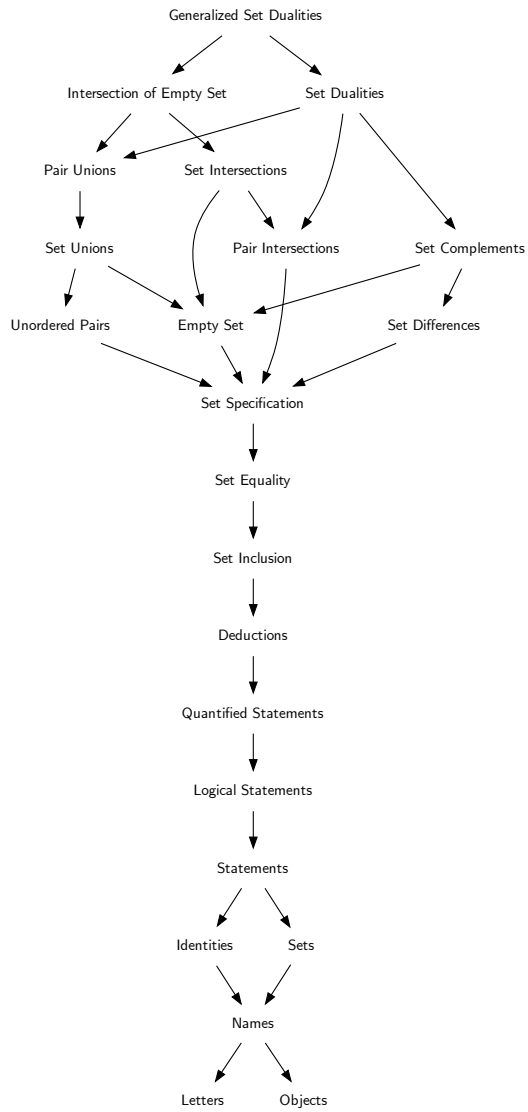 Generalized Set Dualities
Intersection of Empty Set
Set Dualities
Pair Unions
Set Intersections
Set Unions
Pair Intersections
Set Complements
Unordered Pairs
Empty Set
Set Differences
Set Specification
Set Equality
Set Inclusion
Deductions
Quantified Statements
Logical Statements
Statements
Identities
Sets
Names
Letters
Objects